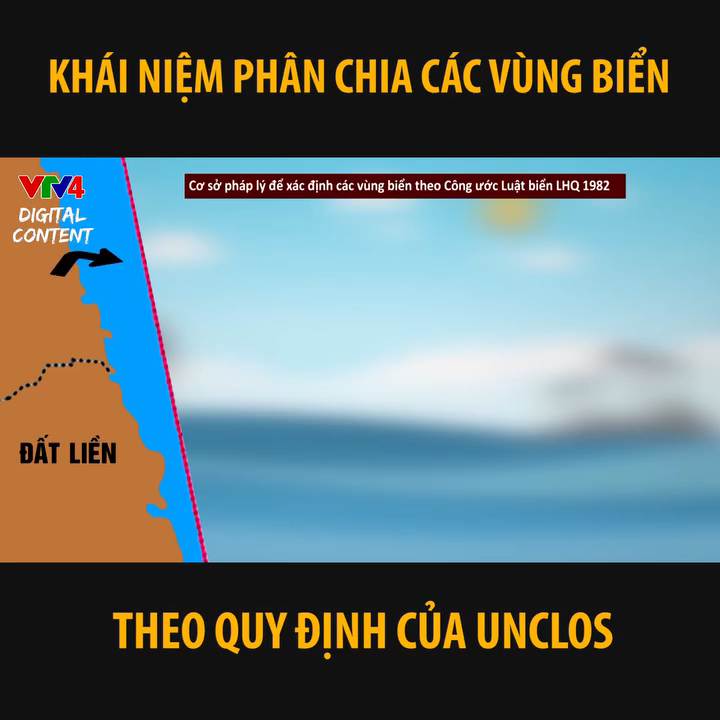 KHÁI NIỆM PHÂN CHIA CÁC VÙNG BIỂN
VTV4
DIGITAL
CONTENT
Cơ sở pháp lý để xác định các vùng biển theo Công ước Luật biển LHQ 1982
ĐẤT LIỀN
THEO QUY ĐỊNH CỦA UNCLOS